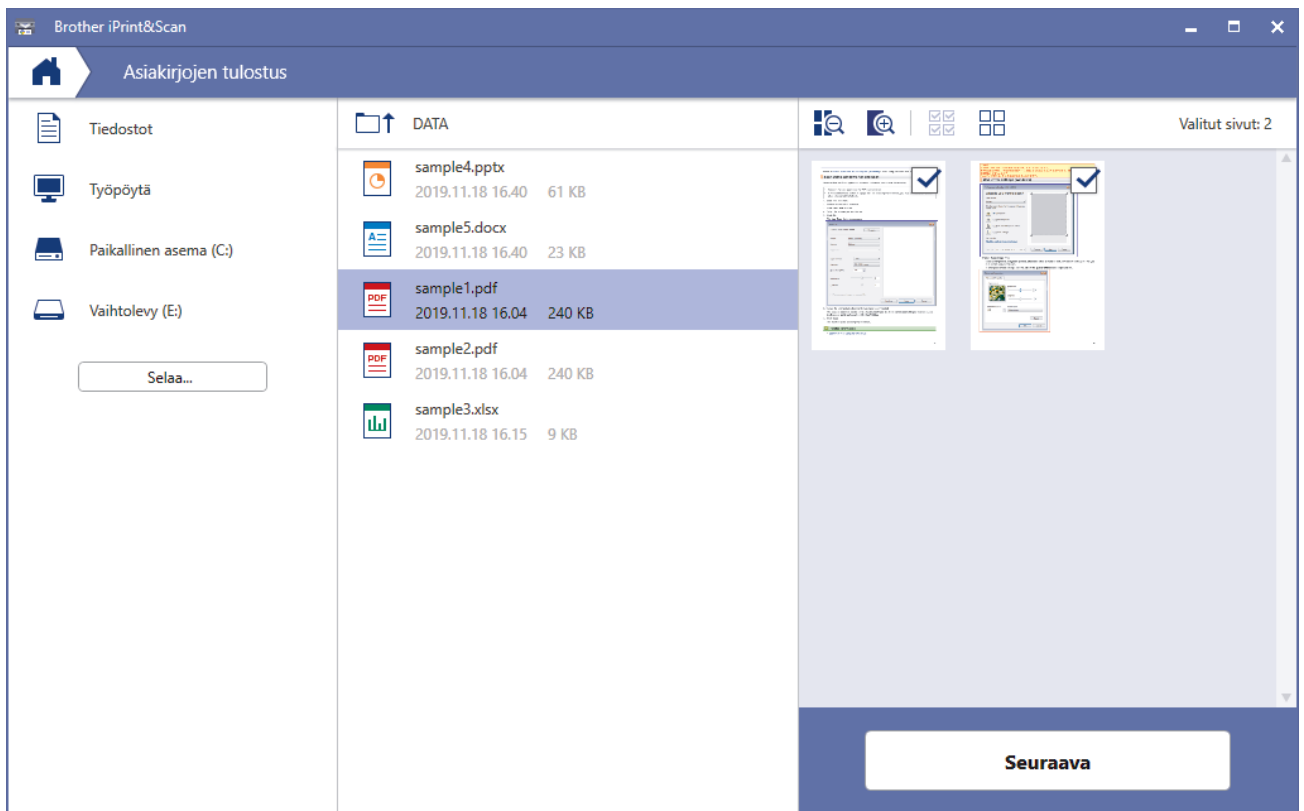 Brother iPrint&Scan
Asiakirjojen tulostus
Tiedostot
Työpöytä
Paikallinen asema (C:)
Vaihtolevy (E:)
Selaa...
DATA
sample4.pptx
2019.11.18 16.40 61 KB
A
sample5.docx
2019.11.18 16.40 23 KB
PDF
sample1.pdf
2019.11.18 16.04 240 KB
PDF
sample2.pdf
2019.11.18 16.04 240 KB
sample3.xlsx
2019.11.18 16.15 9 KB
Valitut sivut: 2
Seuraava